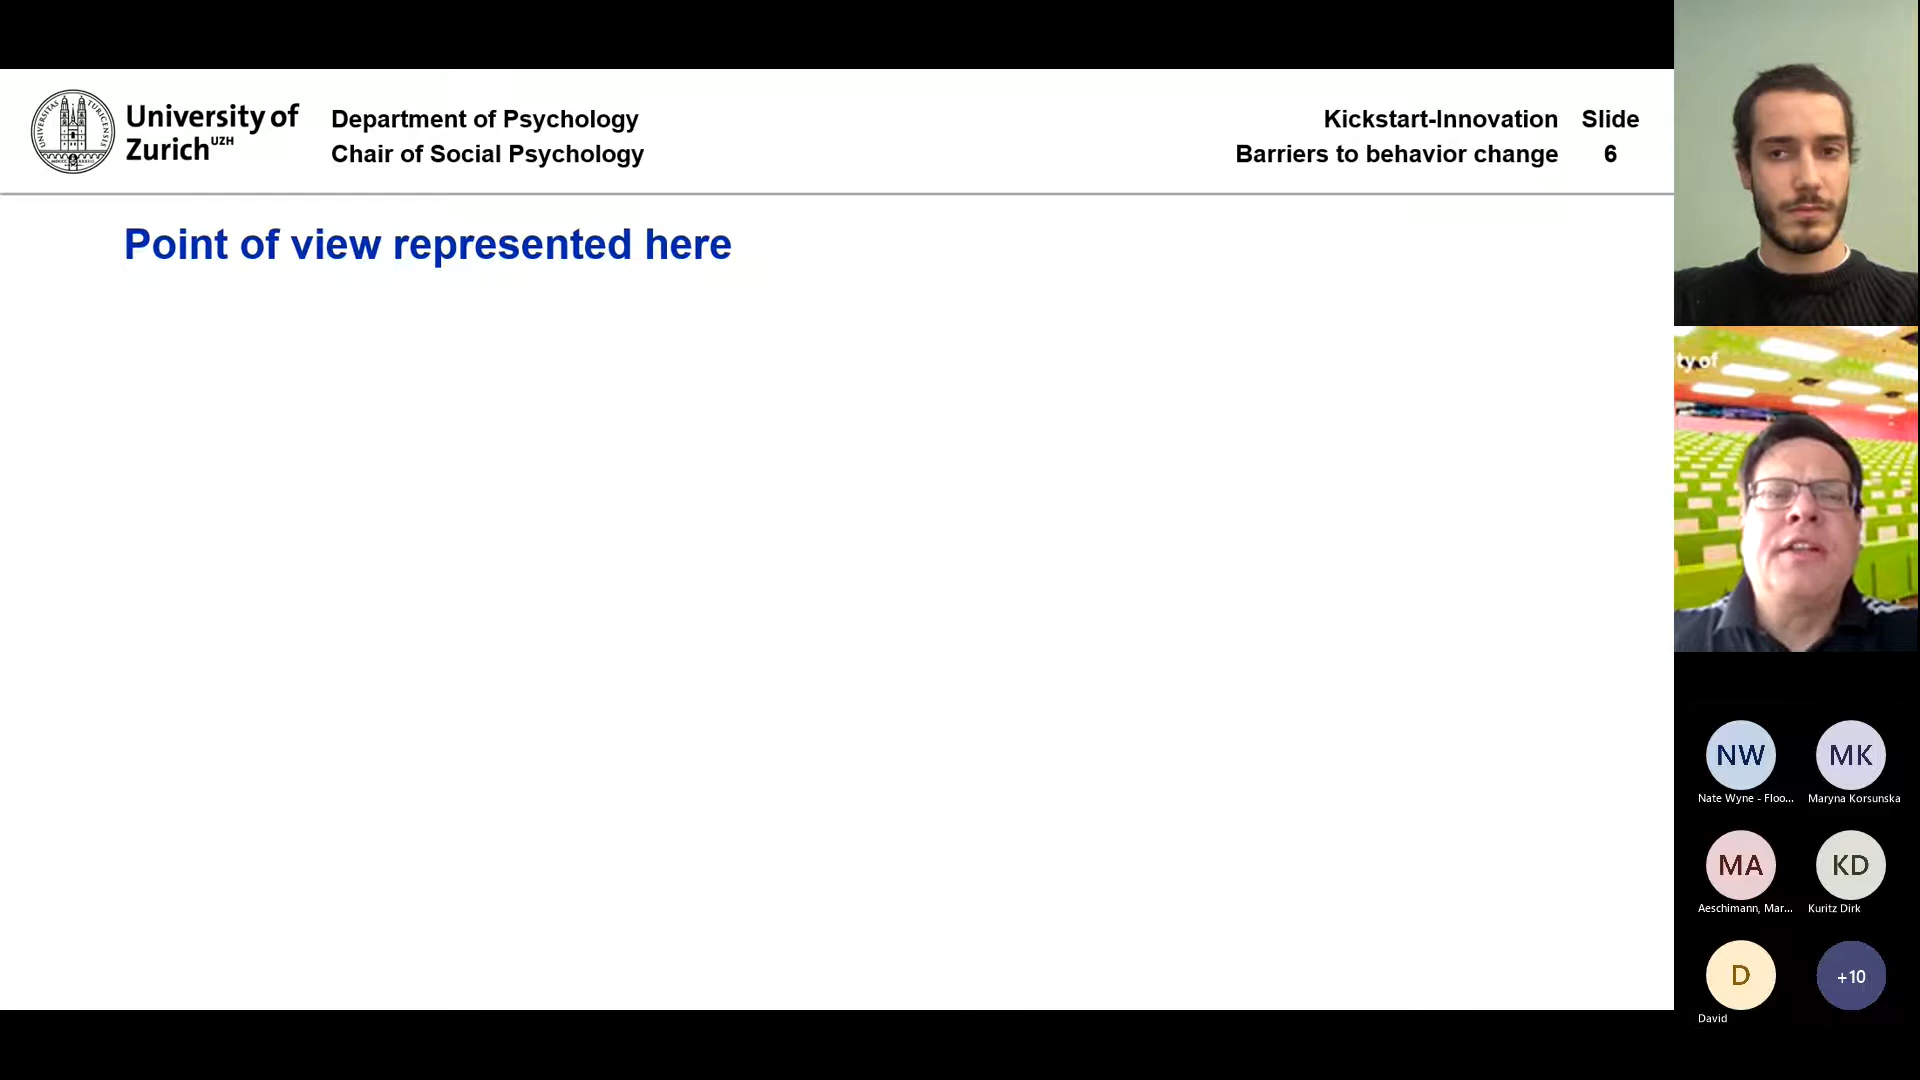 University of
Zurich UZH
Department of Psychology
Chair of Social Psychology
Kickstart-Innovation
Barriers to behavior change
Slide
6
Point of view represented here
ty of
NW
Nate Wyne - Floo...
MK
Maryna Korsunska
MA
Aeschimann, Mar...
KD
Kuritz Dirk
D
David
+10